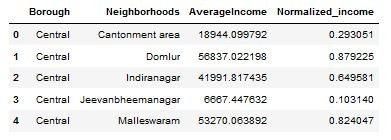 Borough Neighborhoods AverageIncome Normalized_income
0 Central Cantonment area 18944.099792 0.293051
1 Central Domlur 56837.022198 0.879225
2 Central Indiranagar 41991.817435 0.649581
3 Central Jeevanbheemanagar 6667.447632 0.103140
4 Central Malleswaram 53270.063892 0.824047